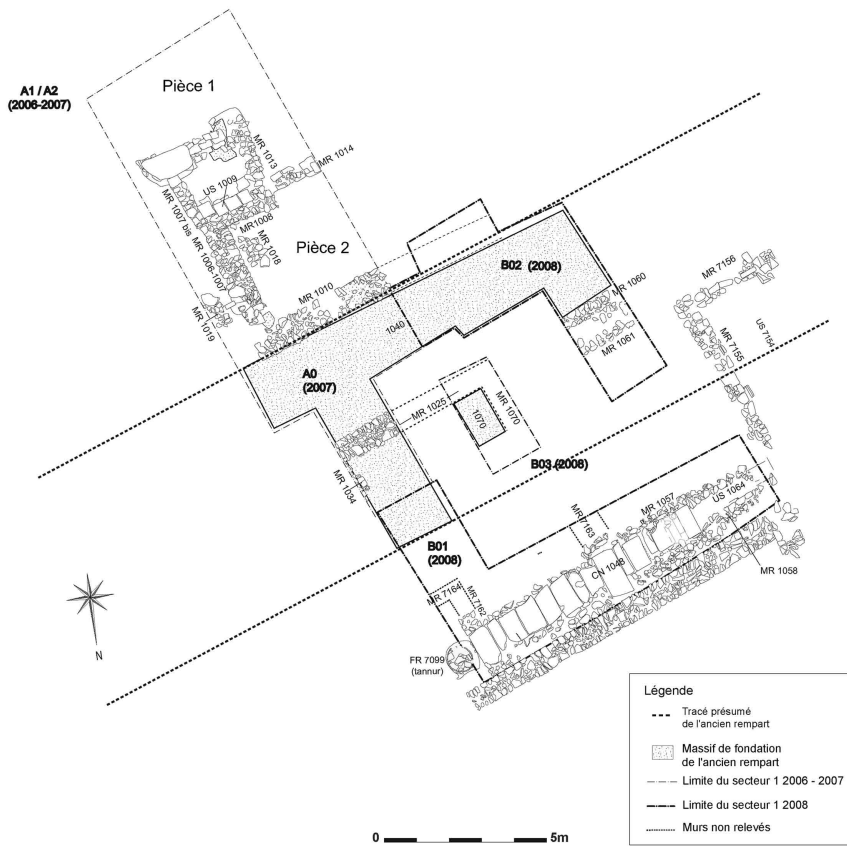 Pièce 1
A1 / A2
(2006-2007)
MR 1013
MR 1014
US 1009
MR 1007 bis
MR1008
MR 1018
MR 1006-1007
Pièce 2
MR 1010
MR 1019
B02 (2008)
MR 1060
MR 1061
1040
A0
(2007)
MR 7156
MR 7155
US 7154
MR 1025
MR 1070
1070
B03 (2008)
MR 1034
B01
(2008)
MR 7163
MR 1057
US 1064
CN 1048
MR 1058
MR 7164
MR 7162
FR 7099
(tannur)
N
Légende
Tracé présumé
de l'ancien rempart
Massif de fondation
de l'ancien rempart
Limite du secteur 1 2006 - 2007
Limite du secteur 1 2008
Murs non relevés
0 5m